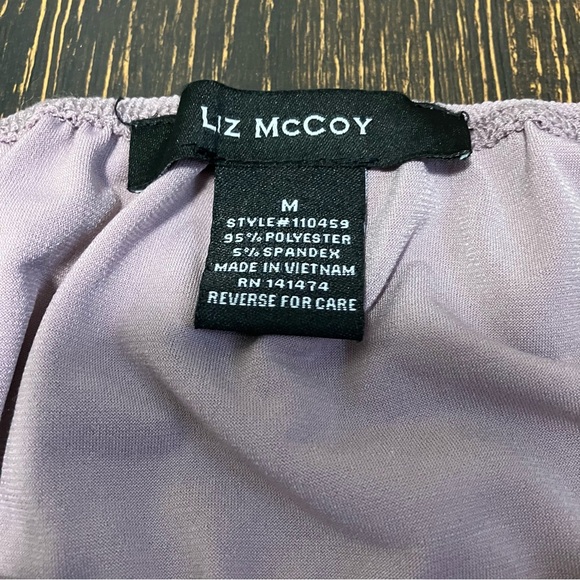 LIZ MCCOY
M
STYLE#110459
95% POLYESTER
5% SPANDEX
MADE IN VIETNAM
RN 141474
REVERSE FOR CARE